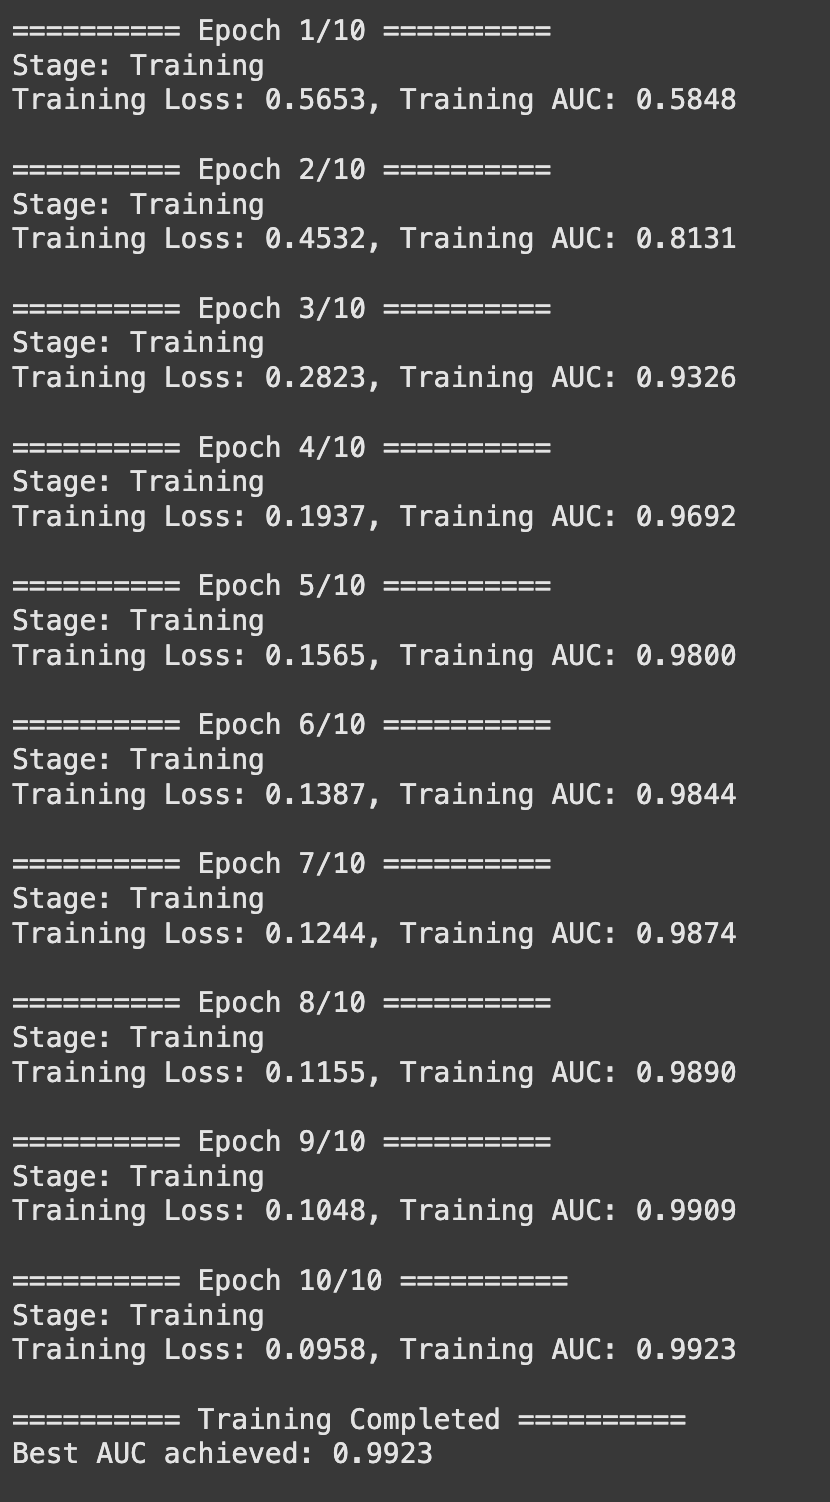 ========== Epoch 1/10 ==========
Stage: Training
Training Loss: 0.5653, Training AUC: 0.5848
========== Epoch 2/10 ==========
Stage: Training
Training Loss: 0.4532, Training AUC: 0.8131
========== Epoch 3/10 ==========
Stage: Training
Training Loss: 0.2823, Training AUC: 0.9326
========== Epoch 4/10 ==========
Stage: Training
Training Loss: 0.1937, Training AUC: 0.9692
========== Epoch 5/10 ==========
Stage: Training
Training Loss: 0.1565, Training AUC: 0.9800
========== Epoch 6/10 ==========
Stage: Training
Training Loss: 0.1387, Training AUC: 0.9844
========== Epoch 7/10 ==========
Stage: Training
Training Loss: 0.1244, Training AUC: 0.9874
========== Epoch 8/10 ==========
Stage: Training
Training Loss: 0.1155, Training AUC: 0.9890
========== Epoch 9/10 ==========
Stage: Training
Training Loss: 0.1048, Training AUC: 0.9909
========== Epoch 10/10 ==========
Stage: Training
Training Loss: 0.0958, Training AUC: 0.9923
========== Training Completed ==========
Best AUC achieved: 0.9923